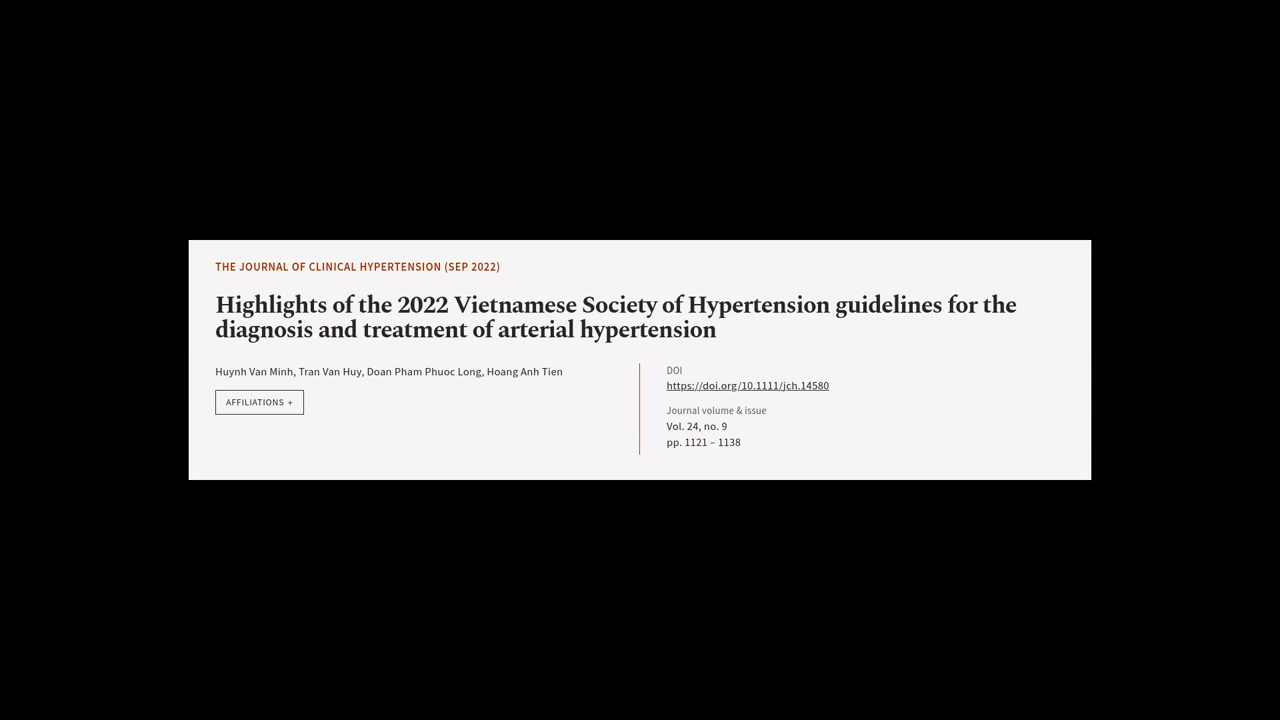 THE JOURNAL OF CLINICAL HYPERTENSION (SEP 2022)
Highlights of the 2022 Vietnamese Society of Hypertension guidelines for the
diagnosis and treatment of arterial hypertension
Huynh Van Minh, Tran Van Huy, Doan Pham Phuoc Long, Hoang Anh Tien
AFFILIATIONS +
DOI
https://doi.org/10.1111/jch.14580
Journal volume & issue
Vol. 24, no. 9
pp. 1121 – 1138